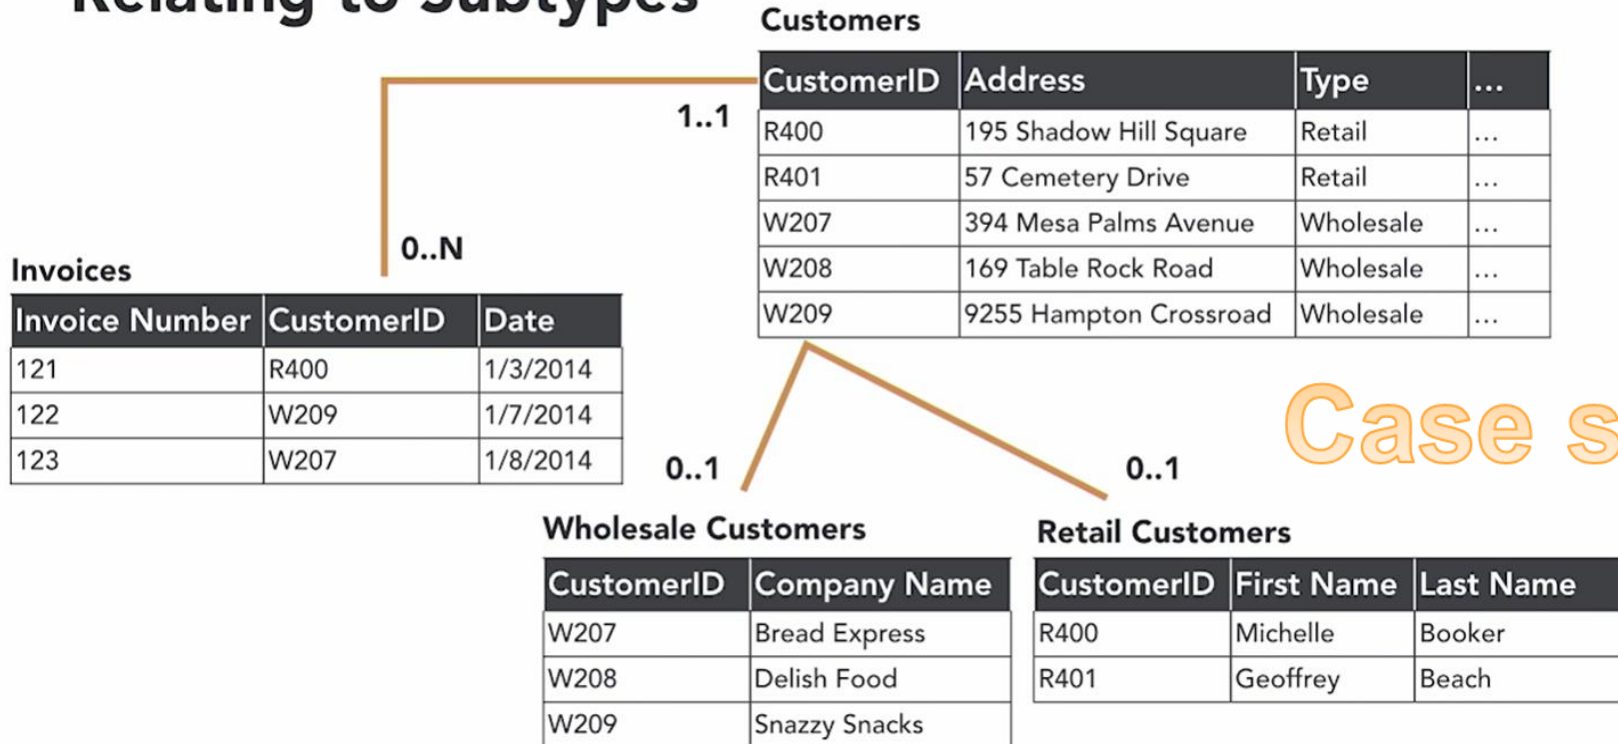 Relating to Subtypes
Customers
CustomerID Address Type ...
R400 195 Shadow Hill Square Retail ...
R401 57 Cemetery Drive Retail ...
W207 394 Mesa Palms Avenue Wholesale ...
W208 169 Table Rock Road Wholesale ...
W209 9255 Hampton Crossroad Wholesale ...
1..1
0..N
Invoices
Invoice Number CustomerID Date
121 R400 1/3/2014
122 W209 1/7/2014
123 W207 1/8/2014
Case s
0..1
0..1
Wholesale Customers
CustomerID Company Name
W207 Bread Express
W208 Delish Food
W209 Snazzy Snacks
Retail Customers
CustomerID First Name Last Name
R400 Michelle Booker
R401 Geoffrey Beach